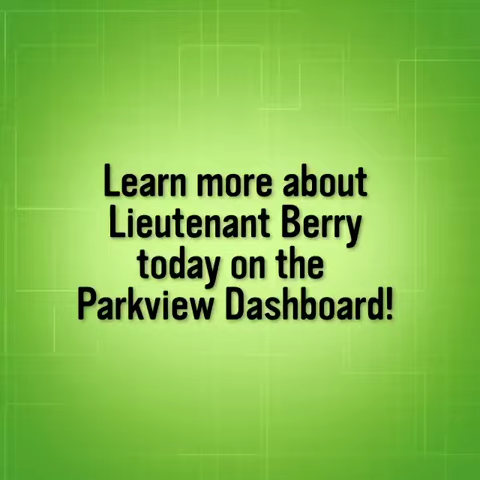 Learn more about
Lieutenant Berry
today on the
Parkview Dashboard!